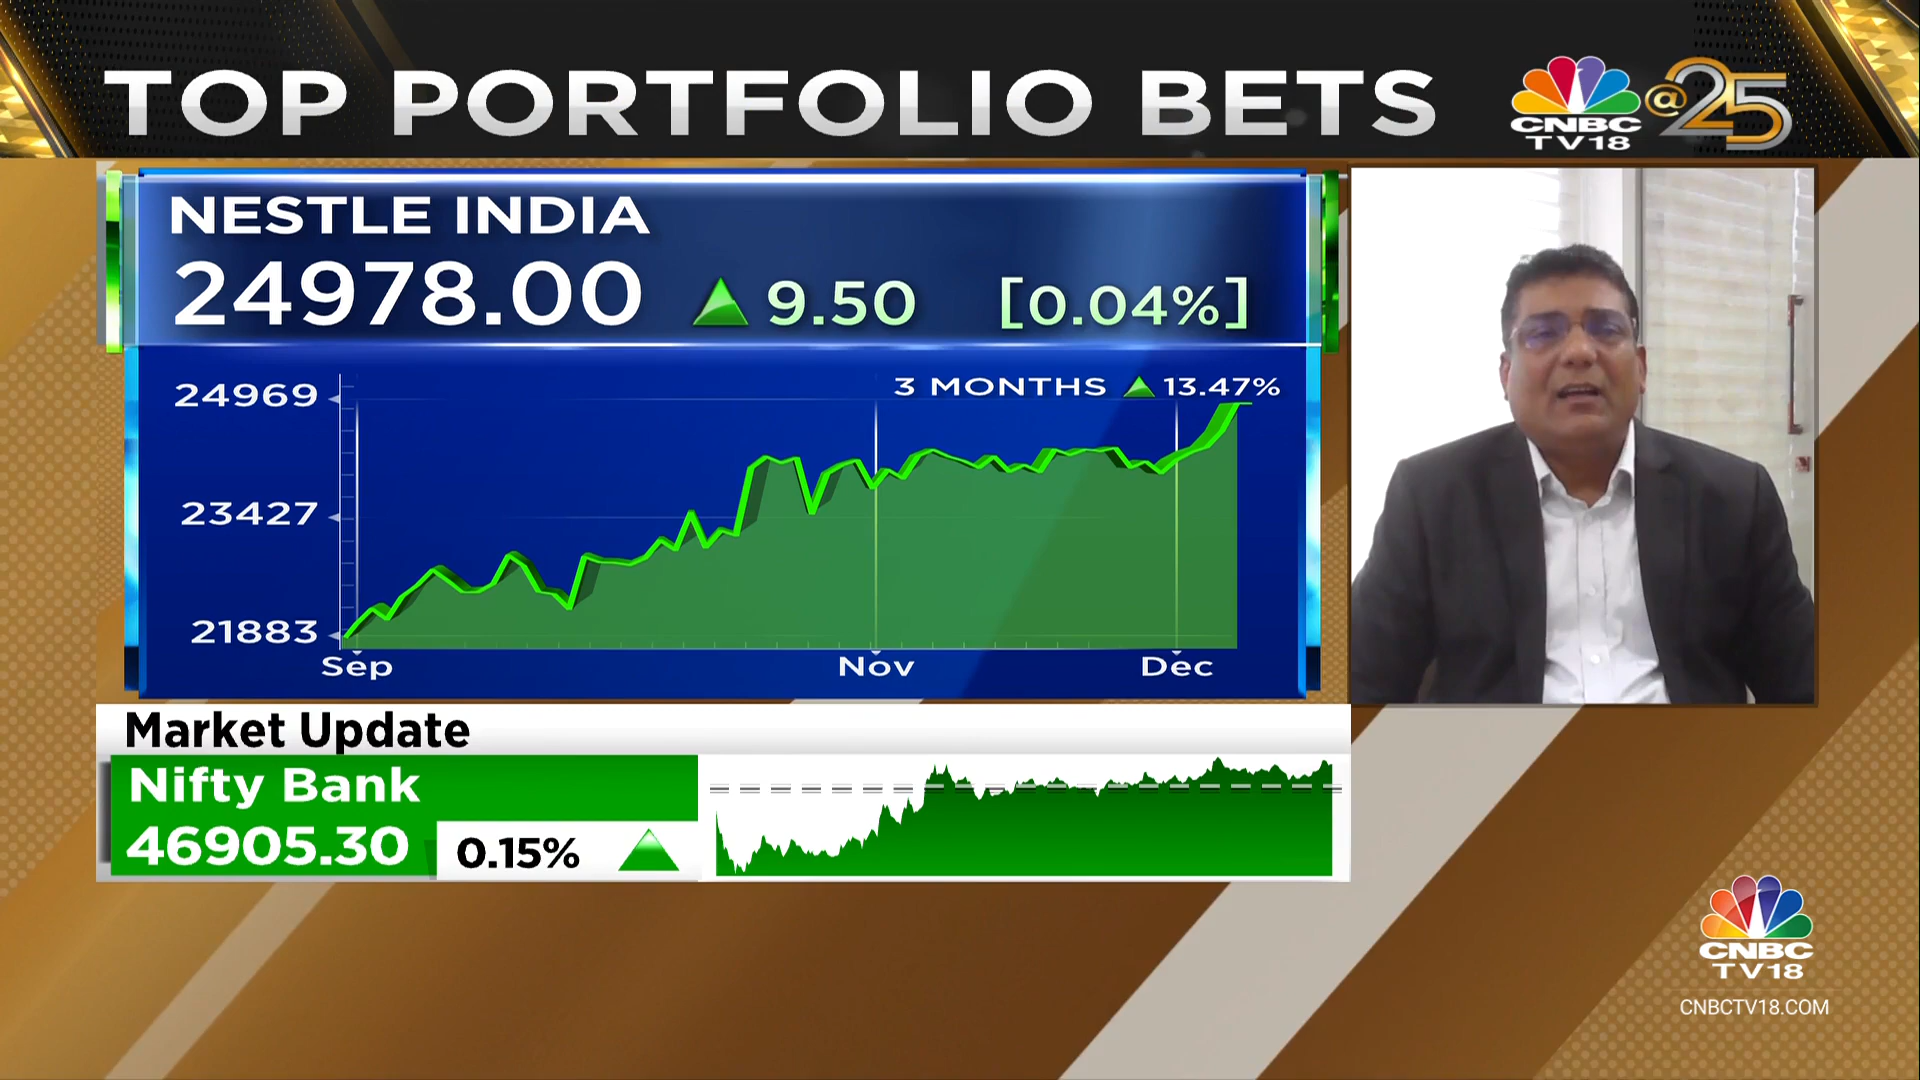 TOP PORTFOLIO BETS
CNBC TV18 @25
NESTLE INDIA
24978.00 9.50 [0.04%]
3 MONTHS 13.47%
24969
23427
21883
Sep Nov Dec
Market Update
Nifty Bank
46905.30 0.15%
CNBC
TV18
CNBCTV18.COM